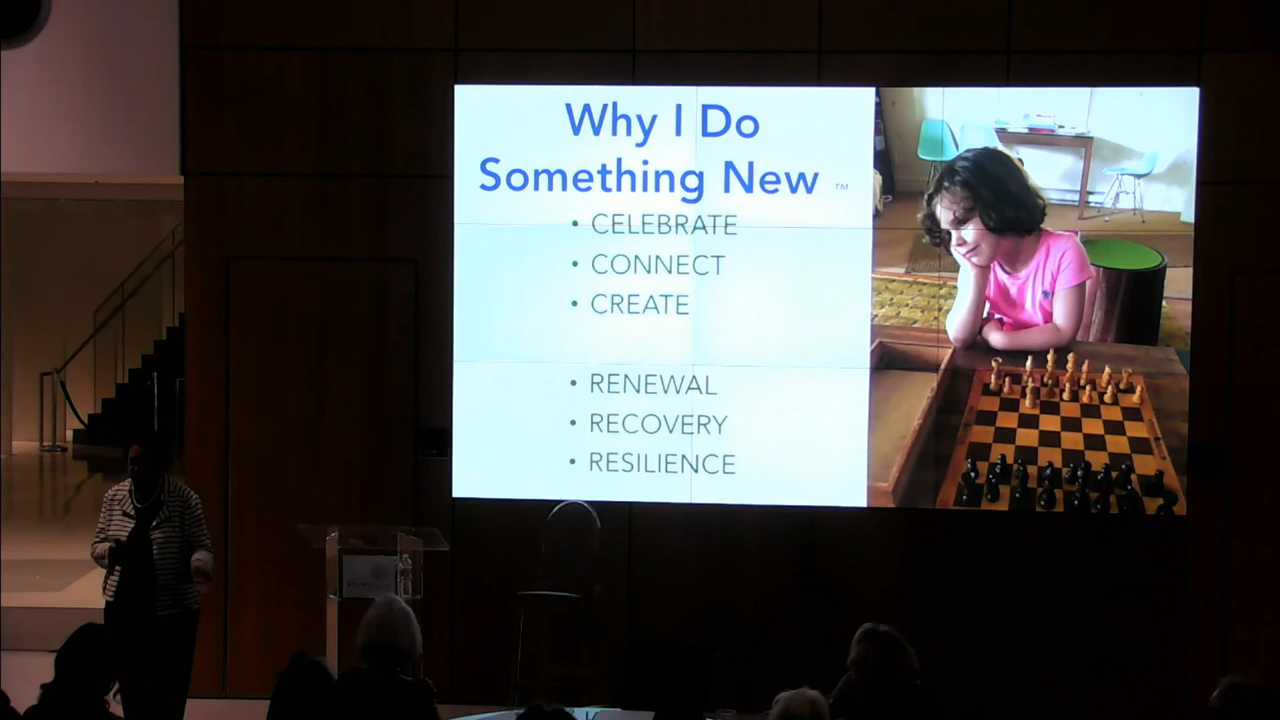 Why I Do
Something New ™
• CELEBRATE
• CONNECT
• CREATE
• RENEWAL
• RECOVERY
• RESILIENCE